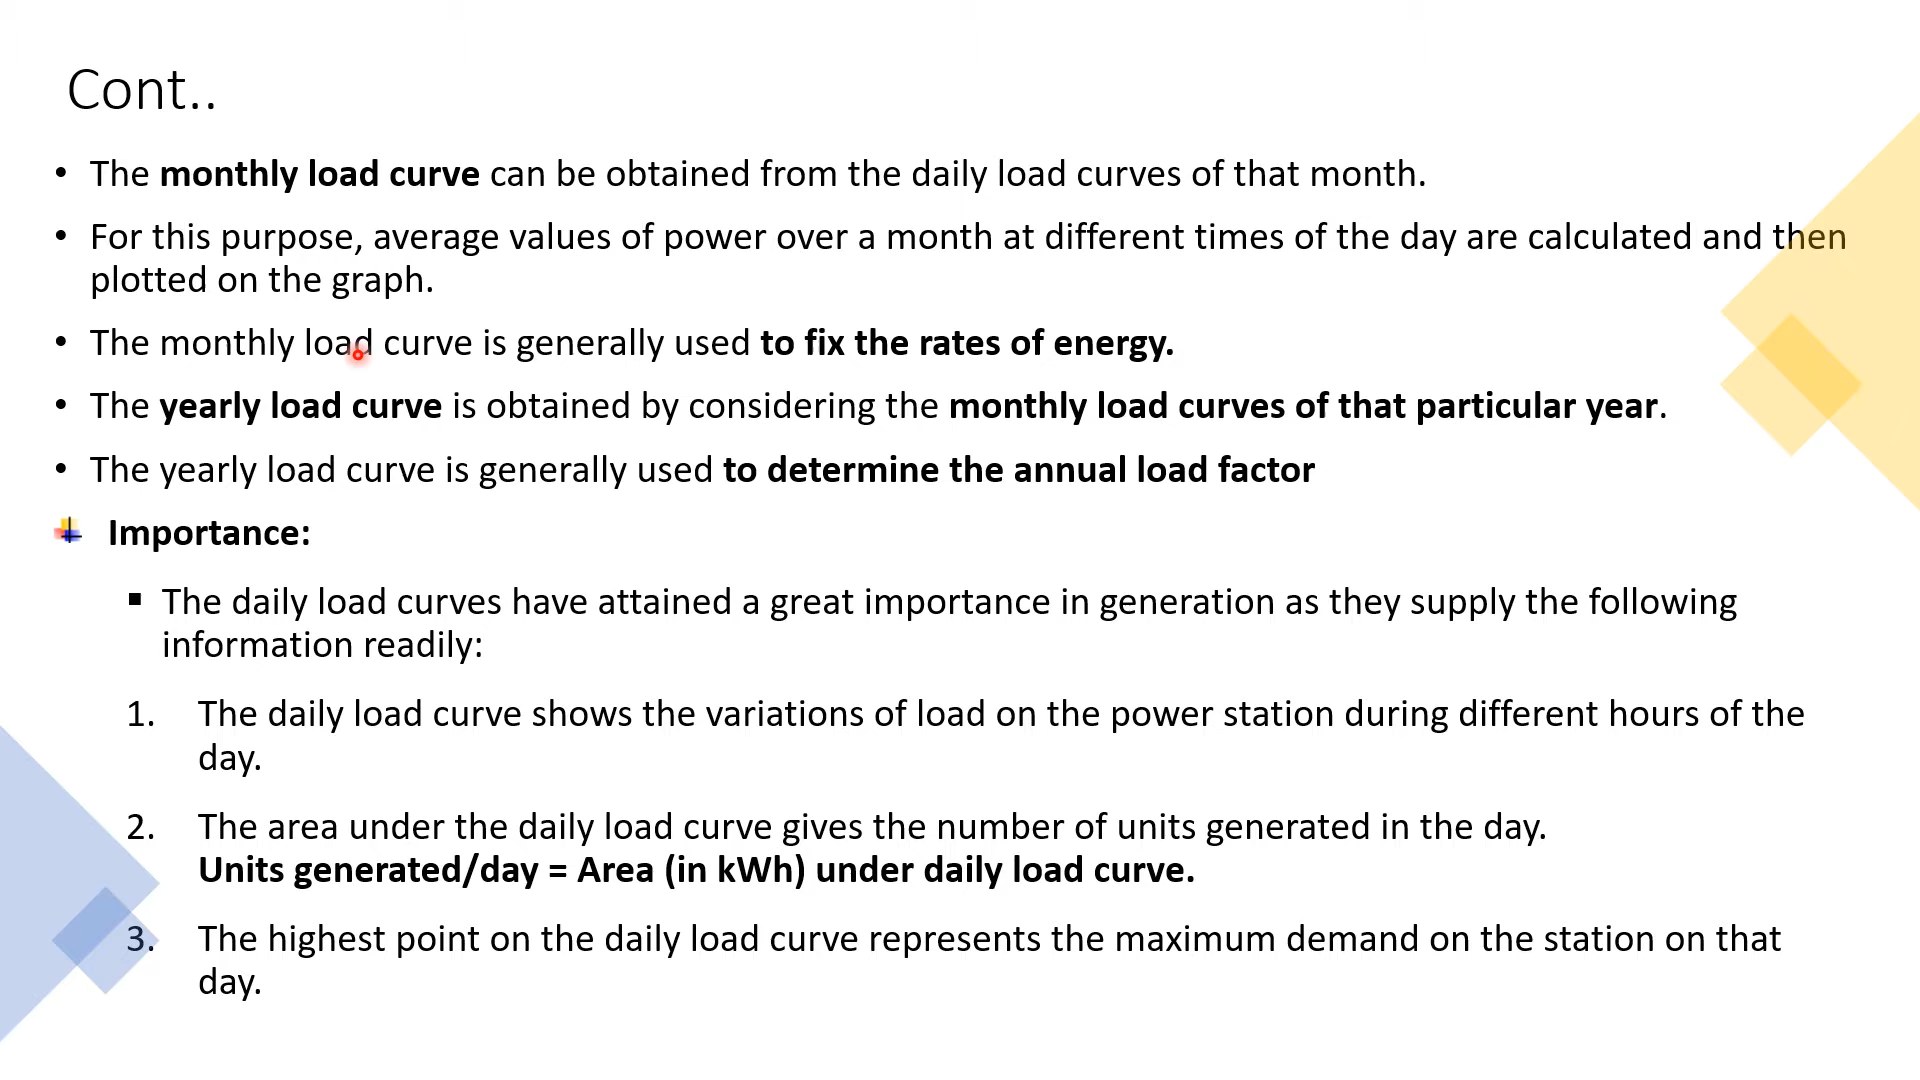 Cont..
• The monthly load curve can be obtained from the daily load curves of that month.
• For this purpose, average values of power over a month at different times of the day are calculated and then
plotted on the graph.
• The monthly load curve is generally used to fix the rates of energy.
• The yearly load curve is obtained by considering the monthly load curves of that particular year.
• The yearly load curve is generally used to determine the annual load factor
Importance:
▪ The daily load curves have attained a great importance in generation as they supply the following
information readily:
1. The daily load curve shows the variations of load on the power station during different hours of the
day.
2. The area under the daily load curve gives the number of units generated in the day.
Units generated/day = Area (in kWh) under daily load curve.
3. The highest point on the daily load curve represents the maximum demand on the station on that
day.